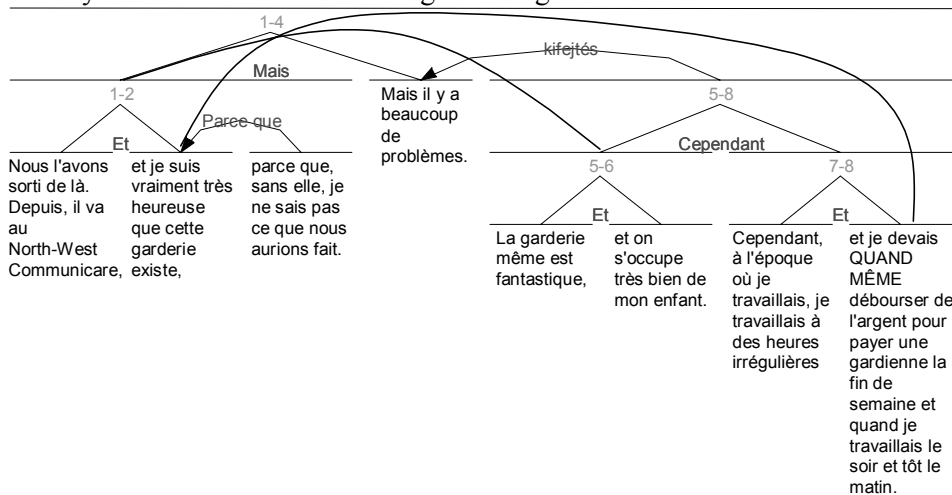 1-4
kifejtés
Mais
1-2
Mais il y a
beaucoup
de
problèmes.
5-8
Parce que
Et
Cependant
Nous l'avons
sorti de là.
Depuis, il va
au
North-West
Communicare,
et je suis
vraiment très
heureuse
que cette
garderie
existe,
parce que,
sans elle, je
ne sais pas
ce que nous
aurions fait.
5-6
7-8
Et
Et
La garderie
même est
fantastique,
et on
s'occupe
très bien de
mon enfant.
Cependant,
à l'époque
où je
travaillais, je
travaillais à
des heures
irrégulières
et je devais
QUAND
MÊME
débourser de
l'argent pour
payer une
gardienne la
fin de
semaine et
quand je
travaillais le
soir et tôt le
matin.